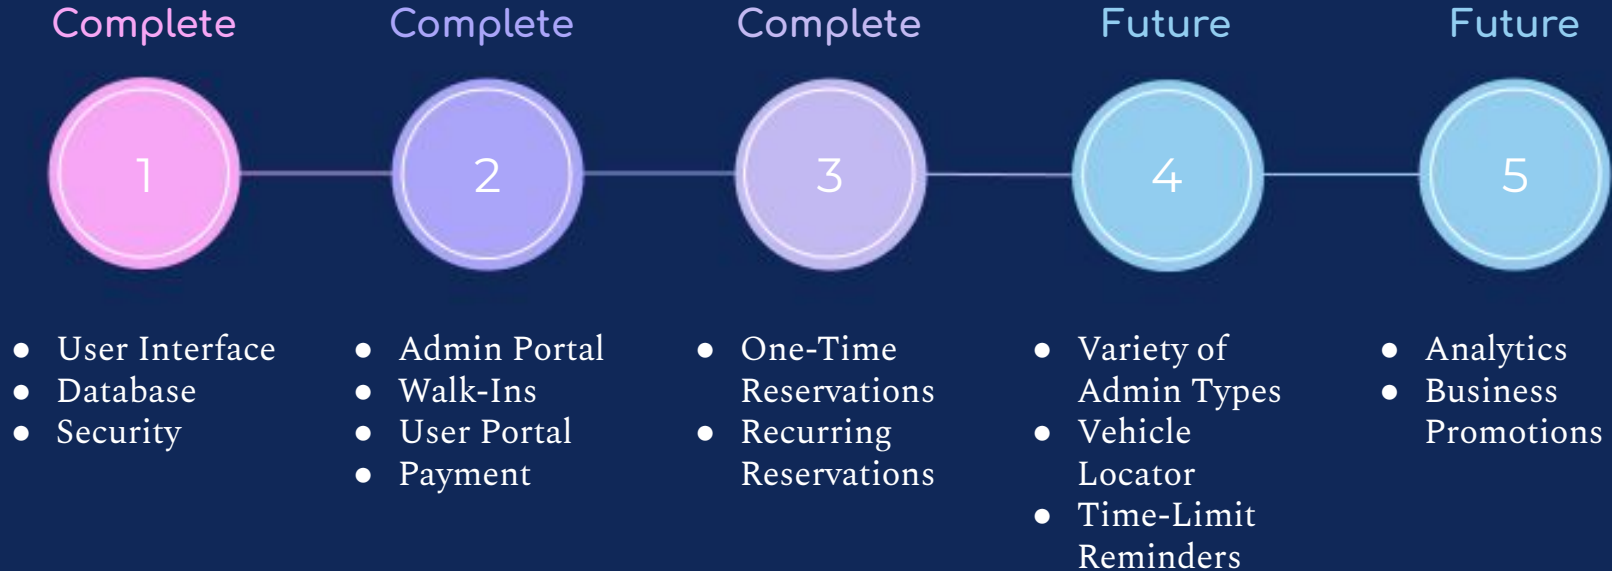 Complete
Complete
Complete
Future
Future
1
2
3
4
5
● User Interface
● Database
● Security
● Admin Portal
● Walk-Ins
● User Portal
● Payment
● One-Time
Reservations
● Recurring
Reservations
● Variety of
Admin Types
● Vehicle
Locator
● Time-Limit
Reminders
● Analytics
● Business
Promotions